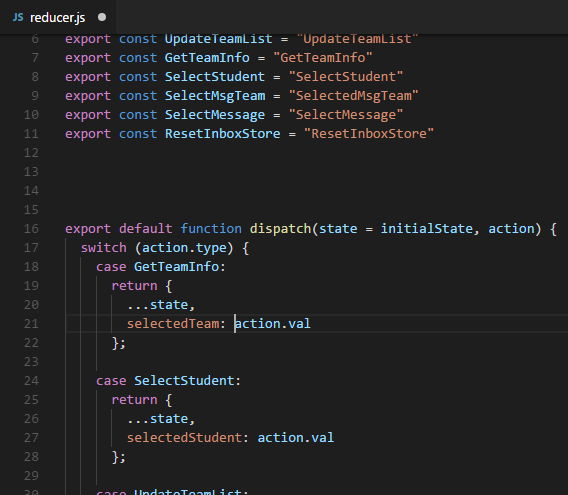 JS reducer.js
6 export const UpdateTeamList = "UpdateTeamList"
7 export const GetTeamInfo = "GetTeamInfo"
8 export const SelectStudent = "SelectStudent"
9 export const SelectMsgTeam = "SelectedMsgTeam"
10 export const SelectMessage = "SelectMessage"
11 export const ResetInboxStore = "ResetInboxStore"
12
13
14
15
16 export default function dispatch(state = initialState, action) {
17 switch (action.type) {
18 case GetTeamInfo:
19 return {
20 ...state,
21 selectedTeam: action.val
22 };
23
24 case SelectStudent:
25 return {
26 ...state,
27 selectedStudent: action.val
28 };
29
30 case UpdateTeamList: